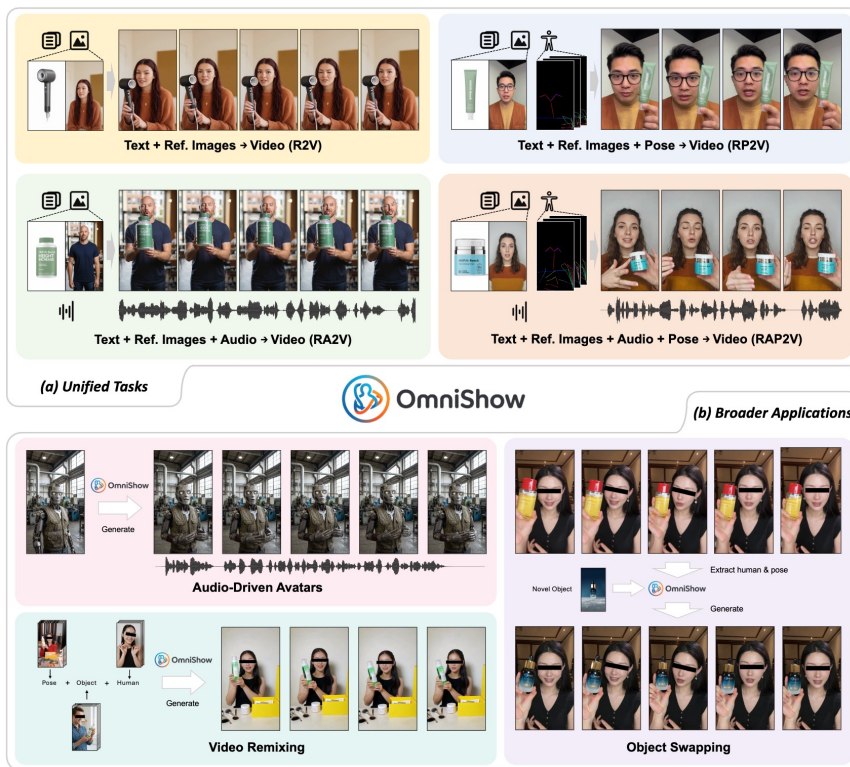 Text + Ref. Images → Video (R2V)
Text + Ref. Images + Pose → Video (RP2V)
Text + Ref. Images + Audio → Video (RA2V)
Text + Ref. Images + Audio + Pose → Video (RAP2V)
(a) Unified Tasks
OmniShow
(b) Broader Applications
OmniShow
Generate
Audio-Driven Avatars
Extract human & pose
Novel Object
OmniShow
Generate
Object Swapping
Pose + Object + Human
OmniShow
Generate
Video Remixing